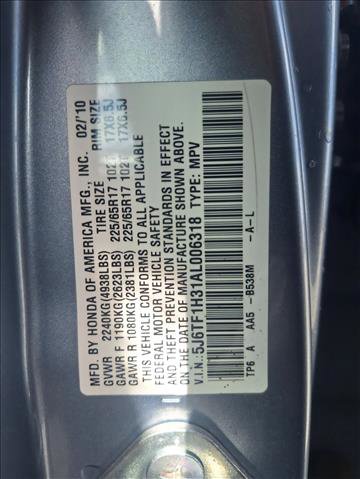 MFD. BY HONDA OF AMERICA MFG., INC. 02/'10
TIRE SIZE RIM SIZE
GVWR 2240KG(4938LBS)
GAWR F 1190KG(2623LBS) 225/65R17 102 17X6.5J
GAWR R 1080KG(2381LBS) 225/65R17 102 17X6.5J
THIS VEHICLE CONFORMS TO ALL APPLICABLE
FEDERAL MOTOR VEHICLE SAFETY
AND THEFT PREVENTION STANDARDS IN EFFECT
ON THE DATE OF MANUFACTURE SHOWN ABOVE.
V.I.N.: 5J6TF1H31AL006318 TYPE: MPV
TP6 A AA5 -B538M -A-L